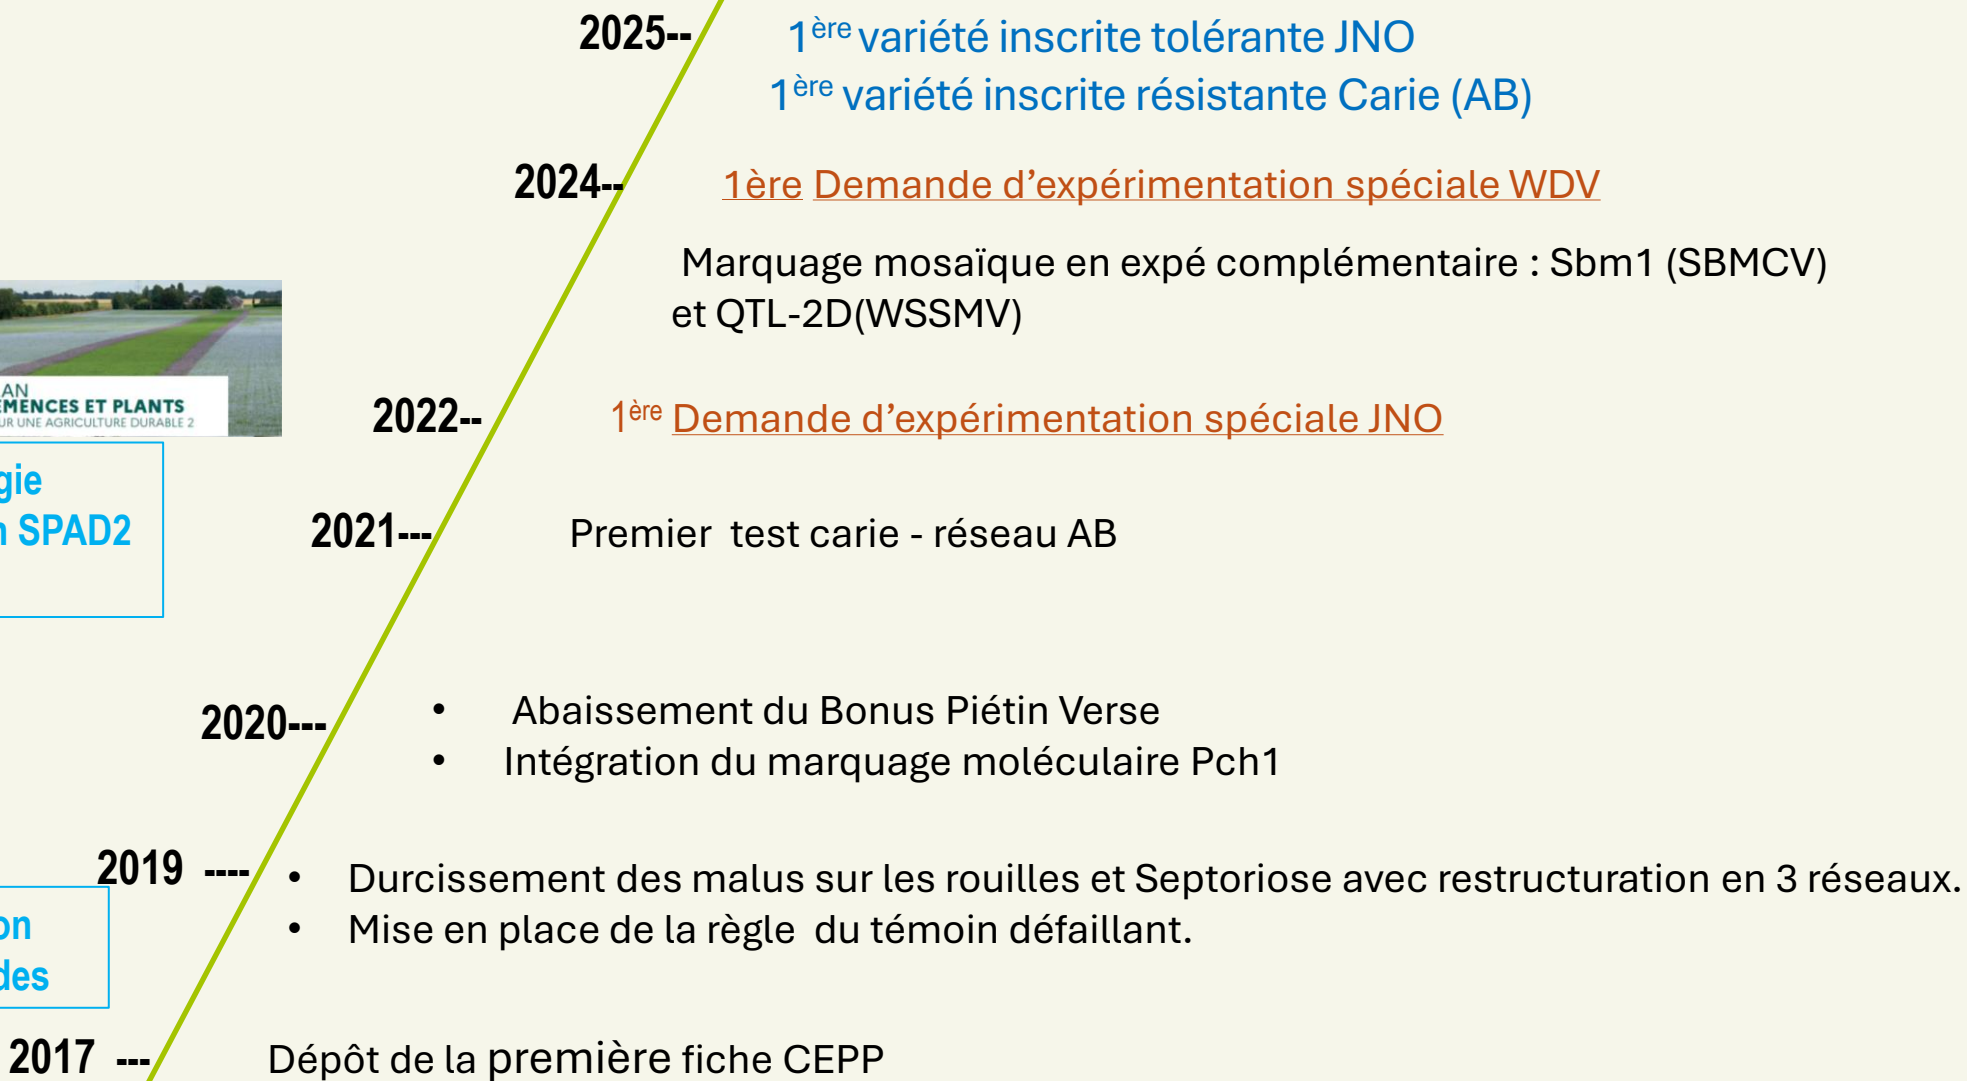 2025-- 1ère variété inscrite tolérante JNO
1ère variété inscrite résistante Carie (AB)
2024-- 1ère Demande d’expérimentation spéciale WDV
Marquage mosaïque en expé complémentaire : Sbm1 (SBMCV)
et QTL-2D(WSSMV)
AN
EMENCES ET PLANTS
UR UNE AGRICULTURE DURABLE 2
2022-- 1ère Demande d’expérimentation spéciale JNO
gie
n SPAD2
2021--- Premier test carie - réseau AB
2020--- • Abaissement du Bonus Piétin Verse
• Intégration du marquage moléculaire Pch1
2019 ---- • Durcissement des malus sur les rouilles et Septoriose avec restructuration en 3 réseaux.
• Mise en place de la règle du témoin défaillant.
on
des
2017 --- Dépôt de la première fiche CEPP